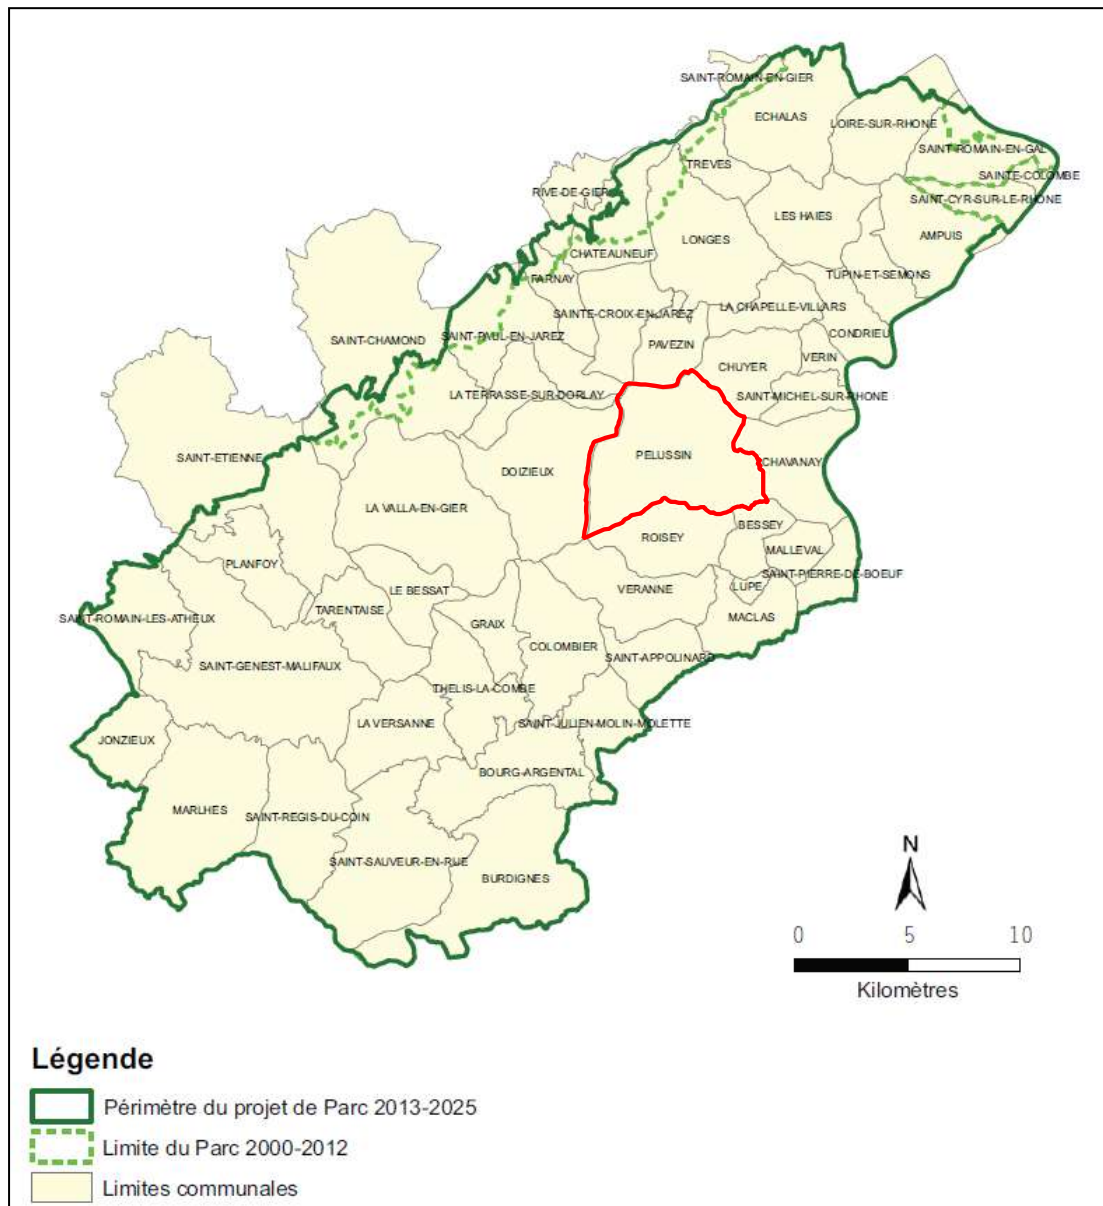 SAINT-ROMAIN-EN-GIER
ECHALAS
LOIRE-SUR-RHONE
SAINT-ROMAIN-EN-GAL
TREVES
SAINTE-COLOMBE
RIVE-DE-GIER
SAINT-CYR-SUR-LE-RHONE
LES HAIES
AMPUIS
LONGES
CHATEAUNEUF
TUPIN-ET-SEMONS
FARNAY
LA CHAPELLE-VILLARS
SAINTE-CROIX-EN-JAREZ
CONDRIEU
SAINT-PAUL-EN-JAREZ
SAINT-CHAMOND
PAVEZIN
VERIN
CHUYER
LA TERRASSE-SUR-DORLAY
SAINT-MICHEL-SUR-RHONE
SAINT-ETIENNE
PELUSSIN
CHAVANAY
DOIZIEUX
LA VALLA-EN-GIER
BESSEY
ROISEY
MALLEVAL
PLANFOY
SAINT-PIERRE-DE-BOEUF
LE BESSAT
VERANNE
LUPE
TARENTAISE
SAINT-ROMAIN-LES-ATHEUX
MACLAS
GRAIX
COLOMBIER
SAINT-APPOLINARD
SAINT-GENEST-MALIFAUX
THELIS-LA-COMBE
LA VERSANNE
SAINT-JULIEN-MOLIN-MOLETTE
JONZIEUX
BOURG-ARGENTAL
MARLHES
SAINT-REGIS-DU-COIN
SAINT-SAUVEUR-EN-RUE
BURDIGNES
N
0 5 10
Kilomètres
Légende
Périmètre du projet de Parc 2013-2025
Limite du Parc 2000-2012
Limites communales